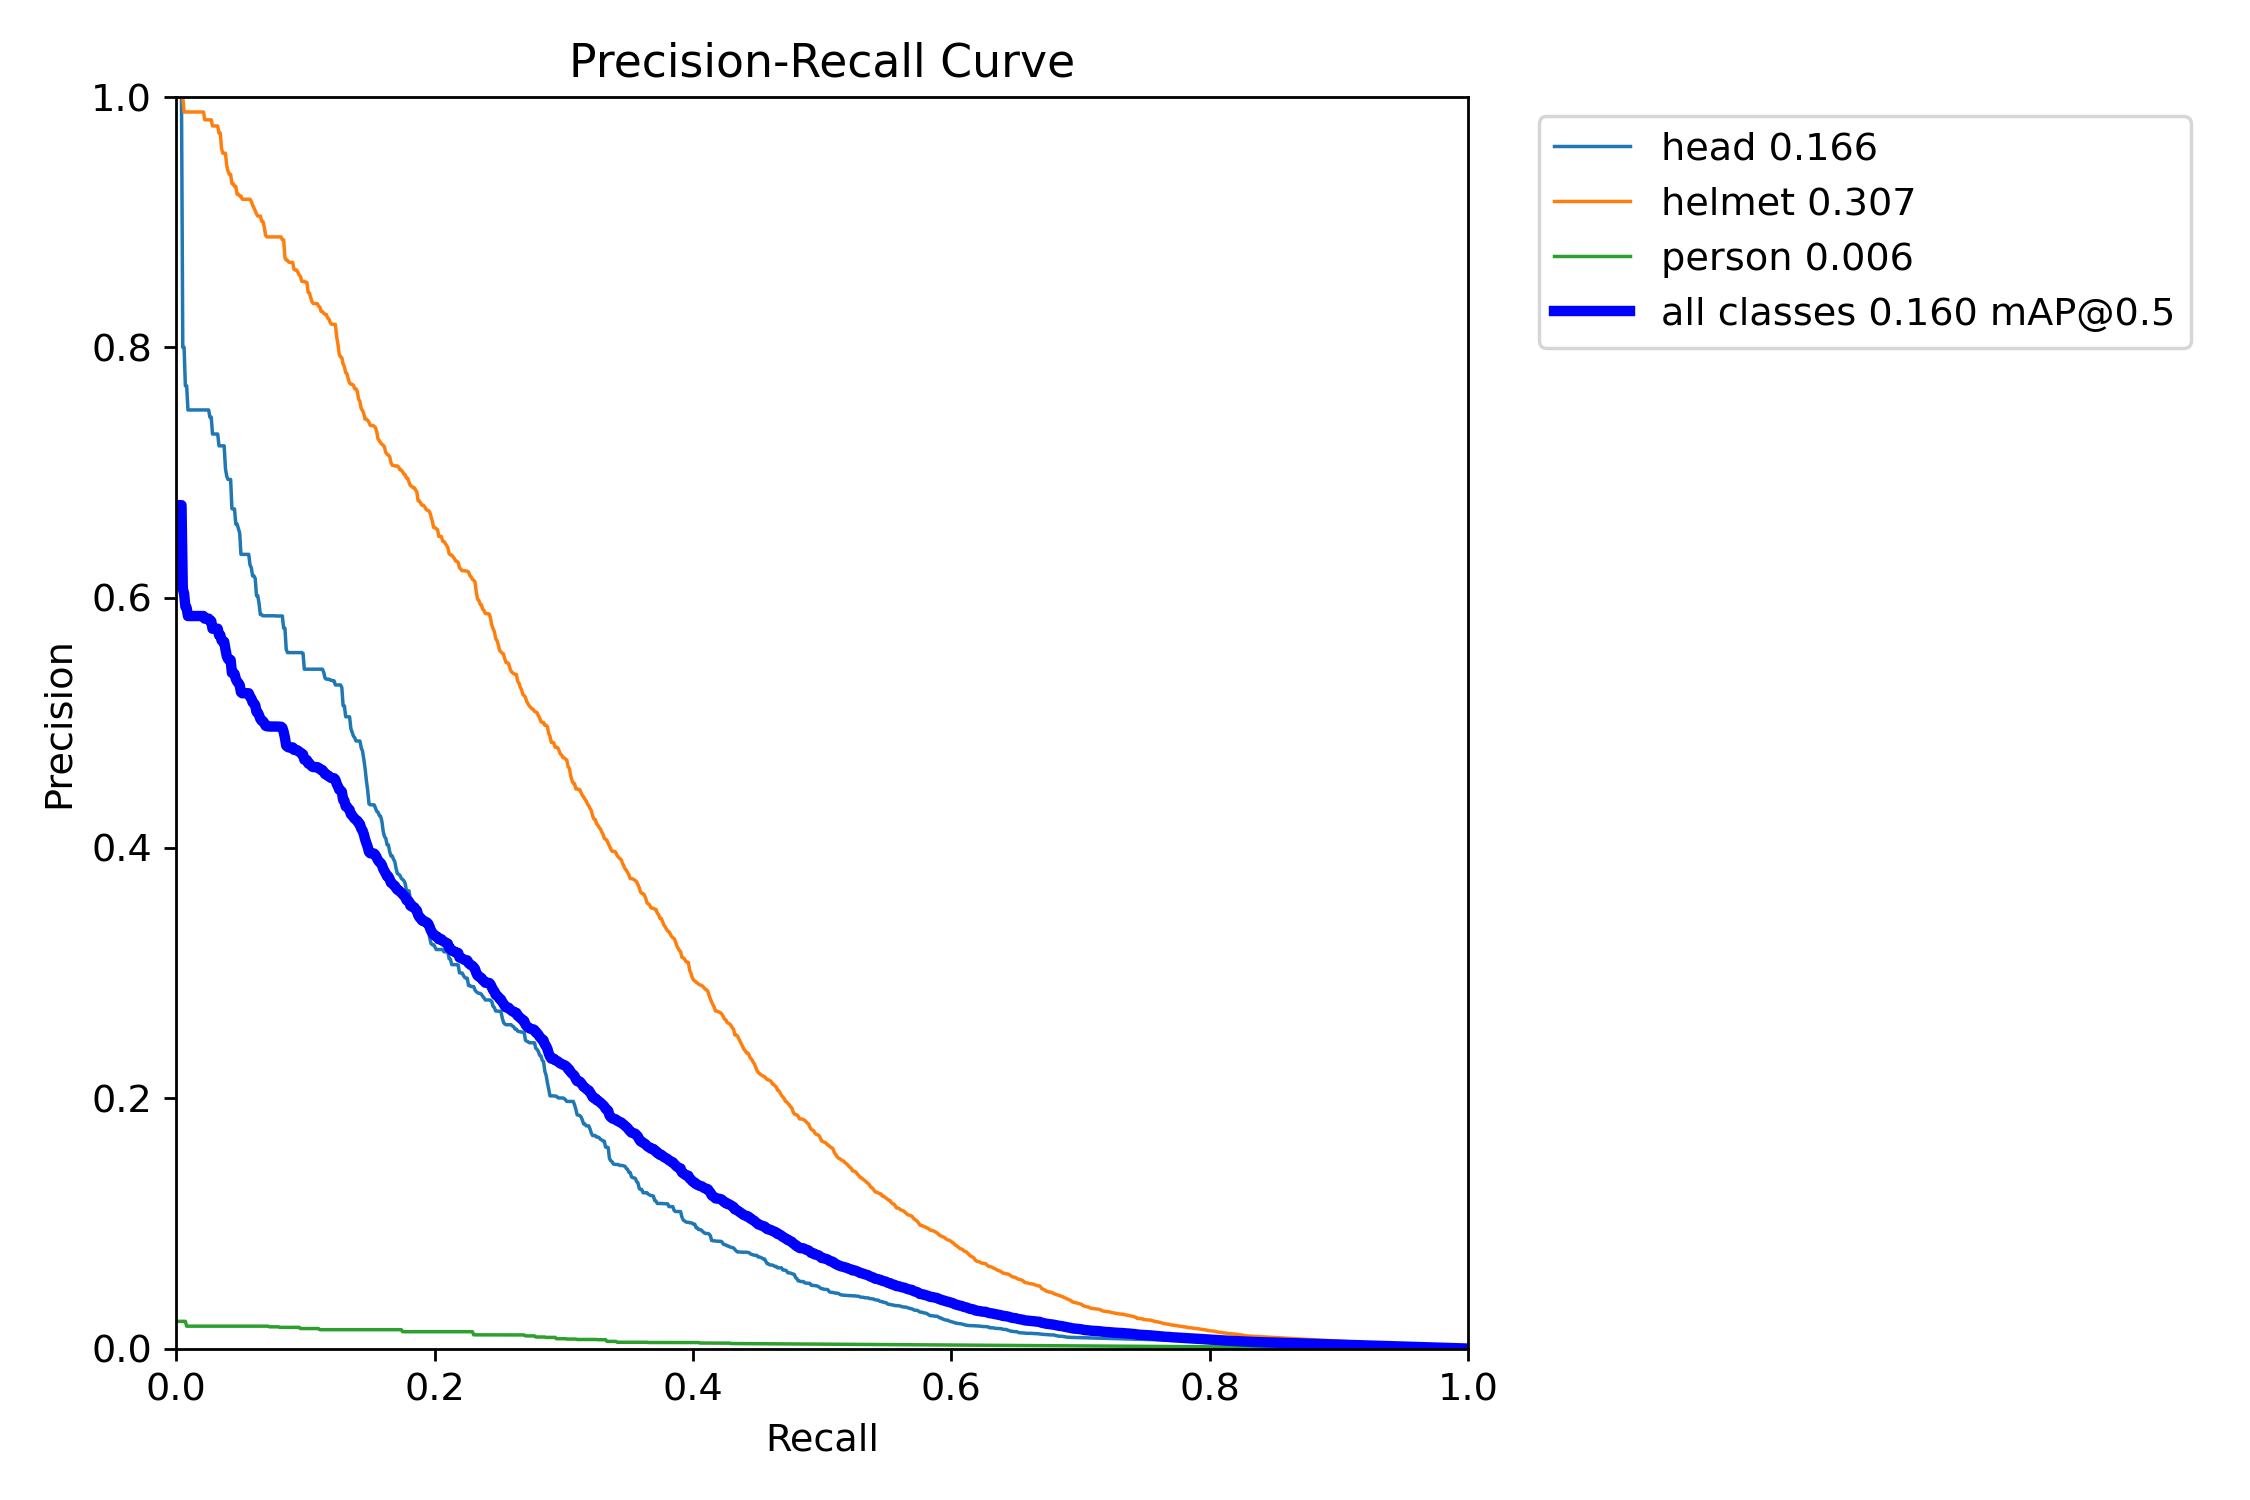 Precision-Recall Curve
1.0
0.8
0.6
0.4
0.2
0.0
Precision
0.0 0.2 0.4 0.6 0.8 1.0
Recall
head 0.166
helmet 0.307
person 0.006
all classes 0.160 mAP@0.5